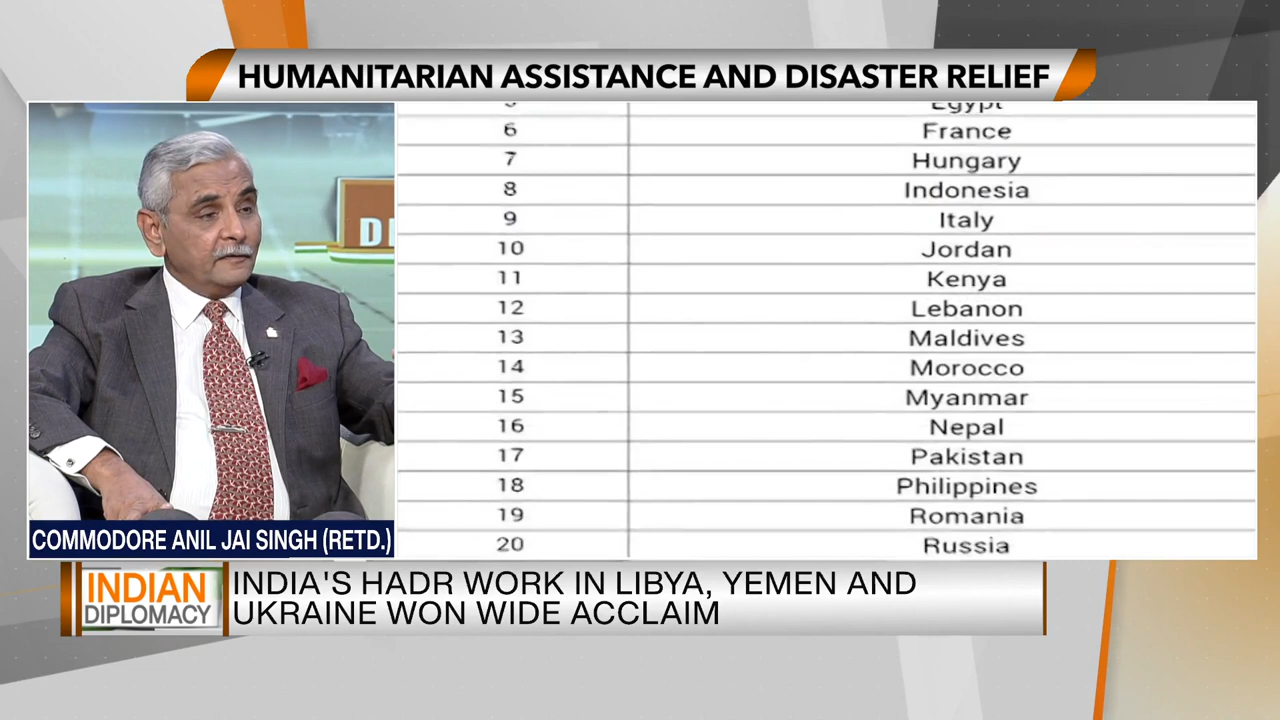 HUMANITARIAN ASSISTANCE AND DISASTER RELIEF
Egypt
6 France
7 Hungary
8 Indonesia
9 Italy
10 Jordan
11 Kenya
12 Lebanon
13 Maldives
14 Morocco
15 Myanmar
16 Nepal
17 Pakistan
18 Philippines
19 Romania
20 Russia
COMMODORE ANIL JAI SINGH (RETD.)
INDIAN
DIPLOMACY
INDIA'S HADR WORK IN LIBYA, YEMEN AND
UKRAINE WON WIDE ACCLAIM